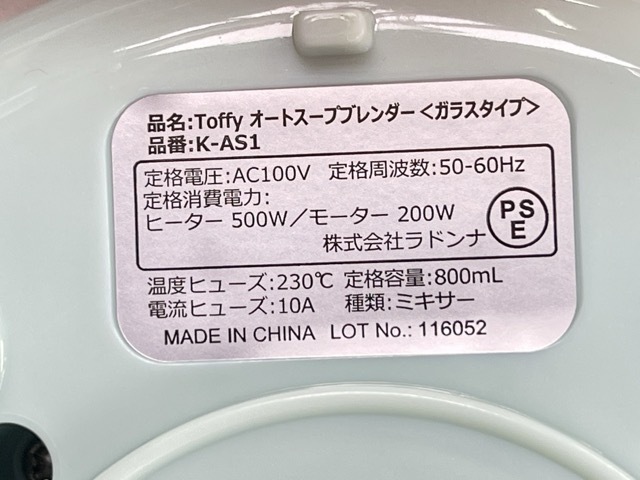 品名:Toffy オートスープブレンダー<ガラスタイプ>
品番:K-AS1
定格電圧:AC100V 定格周波数:50-60Hz
定格消費電力:
ヒーター 500W/モーター 200W
株式会社ラドンナ
PS
E
温度ヒューズ:230℃ 定格容量:800mL
電流ヒューズ:10A 種類:ミキサー
MADE IN CHINA LOT No.: 116052